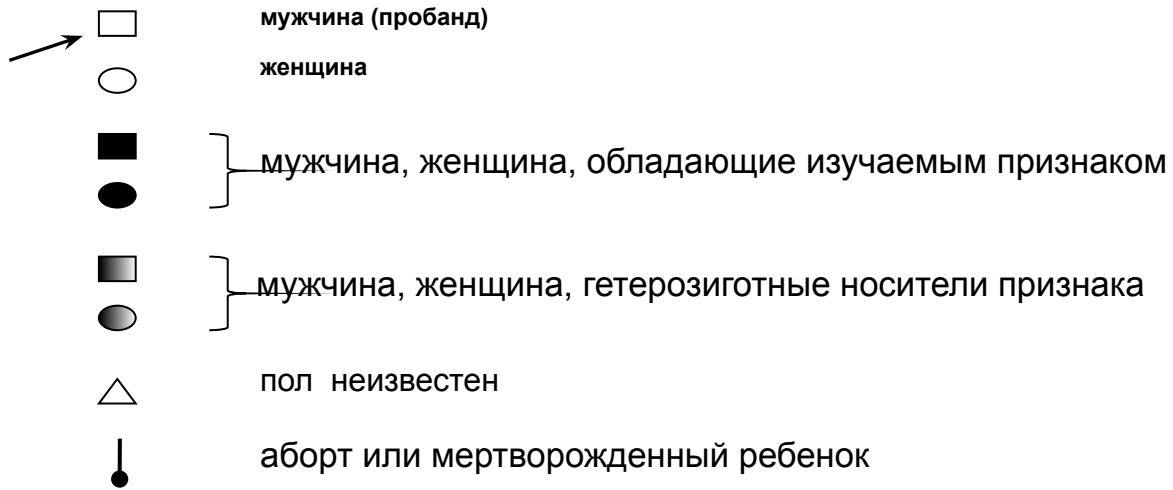 мужчина (пробанд)
женщина
мужчина, женщина, обладающие изучаемым признаком
мужчина, женщина, гетерозиготные носители признака
пол неизвестен
аборт или мертворожденный ребенок